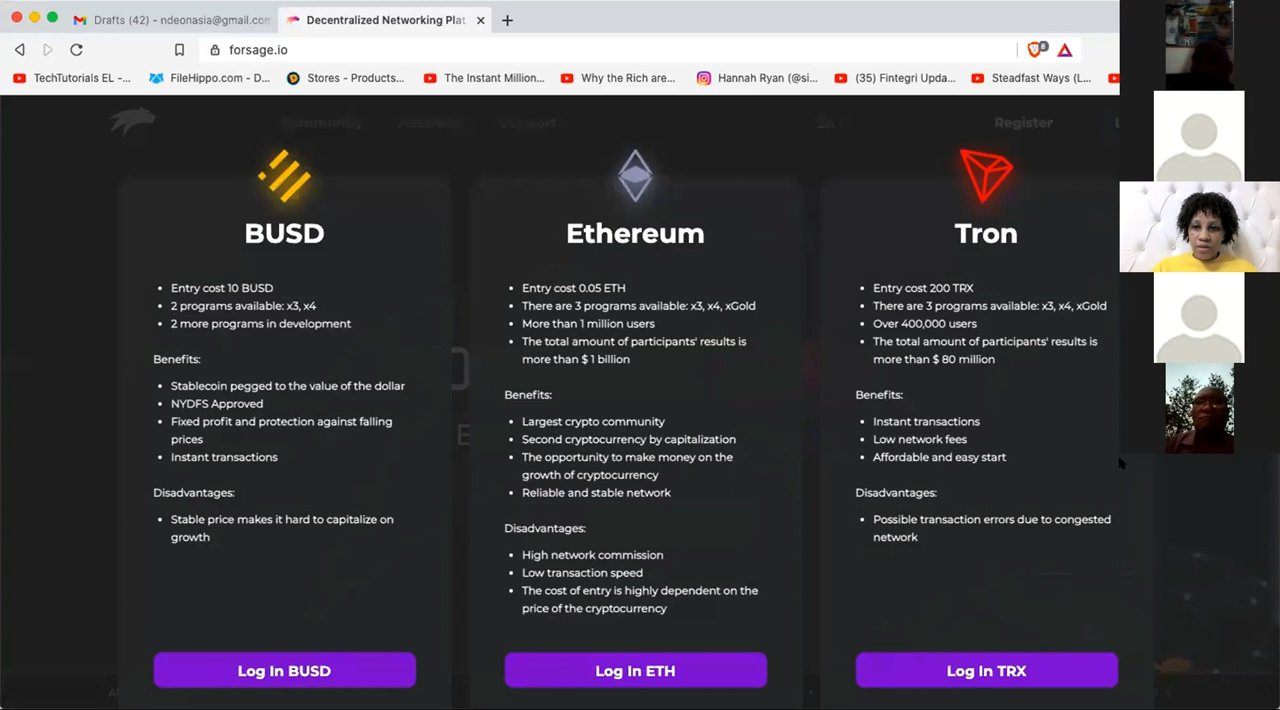 Drafts (42) - ndeonasia@gmail.con
Decentralized Networking Plat
forsage.io
8
TechTutorials EL -...
FileHippo.com - D...
Stores - Products...
The Instant Million...
Why the Rich are...
Hannah Ryan (@si...
(35) Fintegri Upda...
Steadfast Ways (L...
Community
Support
En
Register
BUSD
Entry cost 10 BUSD
2 programs available: x3, x4
2 more programs in development
Benefits:
Stablecoin pegged to the value of the dollar
NYDFS Approved
Fixed profit and protection against falling
prices
Instant transactions
Disadvantages:
Stable price makes it hard to capitalize on
growth
Log In BUSD
Ethereum
Entry cost 0.05 ETH
There are 3 programs available: x3, x4, xGold
More than 1 million users
The total amount of participants' results is
more than $ 1 billion
Benefits:
Largest crypto community
Second cryptocurrency by capitalization
The opportunity to make money on the
growth of cryptocurrency
Reliable and stable network
Disadvantages:
High network commission
Low transaction speed
The cost of entry is highly dependent on the
price of the cryptocurrency
Log In ETH
Tron
Entry cost 200 TRX
There are 3 programs available: x3, x4, xGold
Over 400,000 users
The total amount of participants' results is
more than $ 80 million
Benefits:
Instant transactions
Low network fees
Affordable and easy start
Disadvantages:
Possible transaction errors due to congested
network
Log In TRX